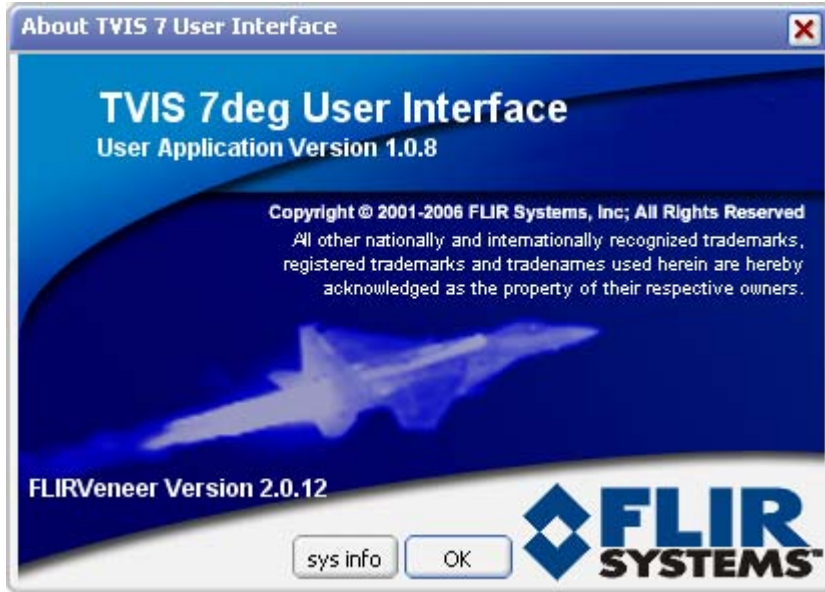 About TVIS 7 User Interface
TVIS 7deg User Interface
User Application Version 1.0.8
Copyright © 2001-2006 FLIR Systems, Inc; All Rights Reserved
All other nationally and internationally recognized trademarks,
registered trademarks and tradenames used herein are hereby
acknowledged as the property of their respective owners.
FLIRVeneer Version 2.0.12
sys info
OK
FLIR
SYSTEMS™